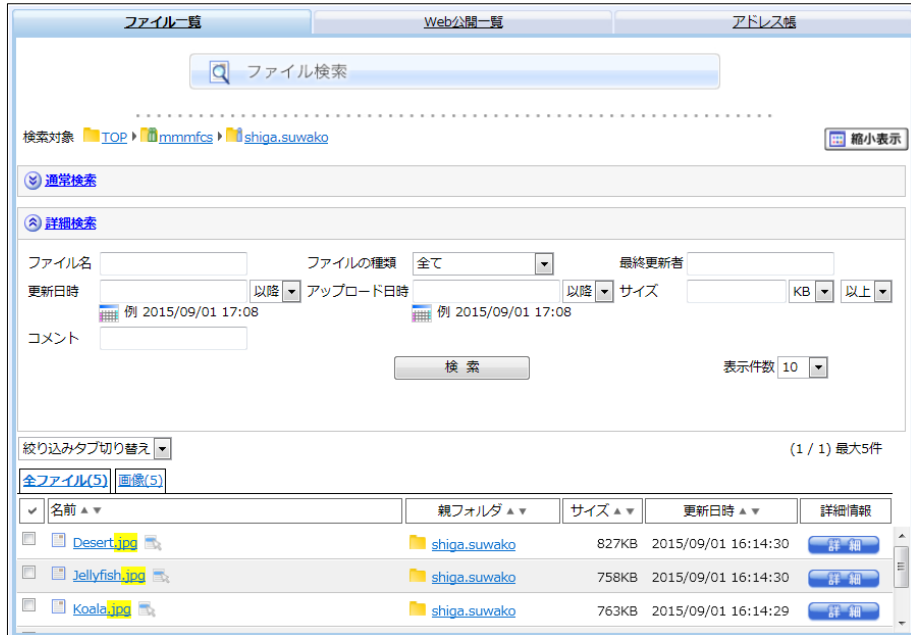 ファイル一覧 Web公開一覧 アドレス帳
ファイル検索
検索対象 TOP mmmfcs shiga.suwako 縮小表示
通常検索
詳細検索
ファイル名 ファイルの種類 全て 最終更新者
更新日時 以降 アップロード日時 以降 サイズ KB 以上
例 2015/09/01 17:08 例 2015/09/01 17:08
コメント
検 索 表示件数 10
絞り込みタブ切り替え (1 / 1) 最大5件
全ファイル(5) 画像(5)
名前 ▲▼ 親フォルダ ▲▼ サイズ ▲▼ 更新日時 ▲▼ 詳細情報
Desert.jpg shiga.suwako 827KB 2015/09/01 16:14:30 詳 細
Jellyfish.jpg shiga.suwako 758KB 2015/09/01 16:14:30 詳 細
Koala.jpg shiga.suwako 763KB 2015/09/01 16:14:29 詳 細